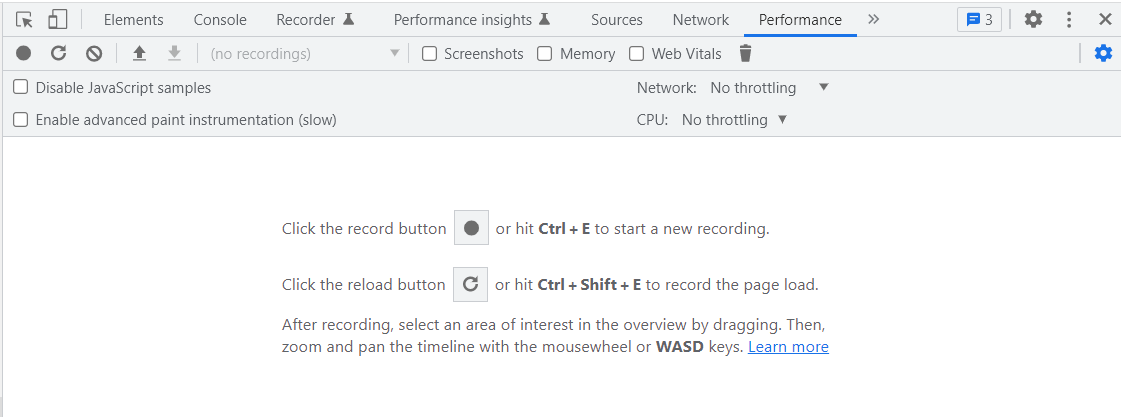 Elements Console Recorder Performance insights Sources Network Performance 3
(no recordings) Screenshots Memory Web Vitals
Disable JavaScript samples Network: No throttling
Enable advanced paint instrumentation (slow) CPU: No throttling
Click the record button or hit Ctrl + E to start a new recording.
Click the reload button or hit Ctrl + Shift + E to record the page load.
After recording, select an area of interest in the overview by dragging. Then,
zoom and pan the timeline with the mousewheel or WASD keys. Learn more